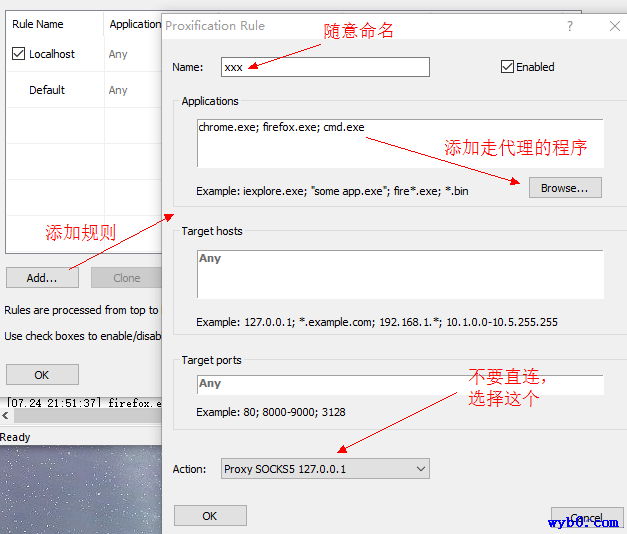 Rule Name
Application
Localhost
Any
Default
Any
添加规则
Add...
Clone
Rules are processed from top to
Use check boxes to enable/disab
OK
[07.24 21:51:37] firefox.e
Ready
Proxification Rule
随意命名
Name:
xxx
Enabled
Applications
chrome.exe; firefox.exe; cmd.exe
添加走代理的程序
Example: iexplore.exe; "some app.exe"; fire*.exe; *.bin
Browse...
Target hosts
Any
Example: 127.0.0.1; *.example.com; 192.168.1.*; 10.1.0.0-10.5.255.255
Target ports
Any
不要直连，
选择这个
Example: 80; 8000-9000; 3128
Action:
Proxy SOCKS5 127.0.0.1
OK
Cancel
wyb0.com